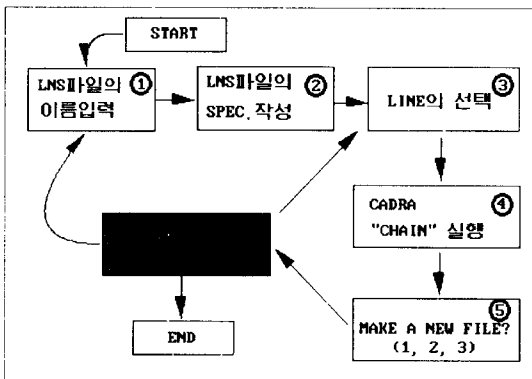 START
LNS파일의 ①
이름입력
LNS파일의 ②
SPEC.작성
③
LINE의 선택
CADRA ④
"CHAIN" 실행
⑤
MAKE A NEW FILE?
(1, 2, 3)
END